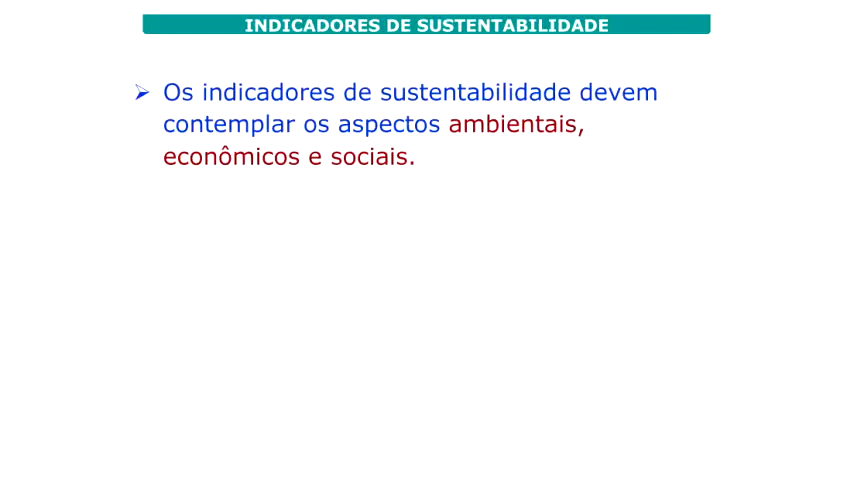 INDICADORES DE SUSTENTABILIDADE
➢ Os indicadores de sustentabilidade devem
contemplar os aspectos ambientais,
econômicos e sociais.